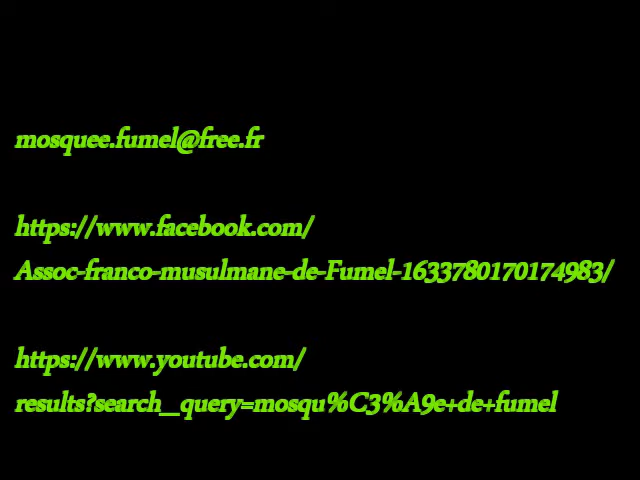 mosquee.fumel@free.fr
https://www.facebook.com/
Assoc-franco-musulmane-de-Fumel-1633780170174983/
https://www.youtube.com/
results?search_query=mosqu%C3%A9e+de+fumel